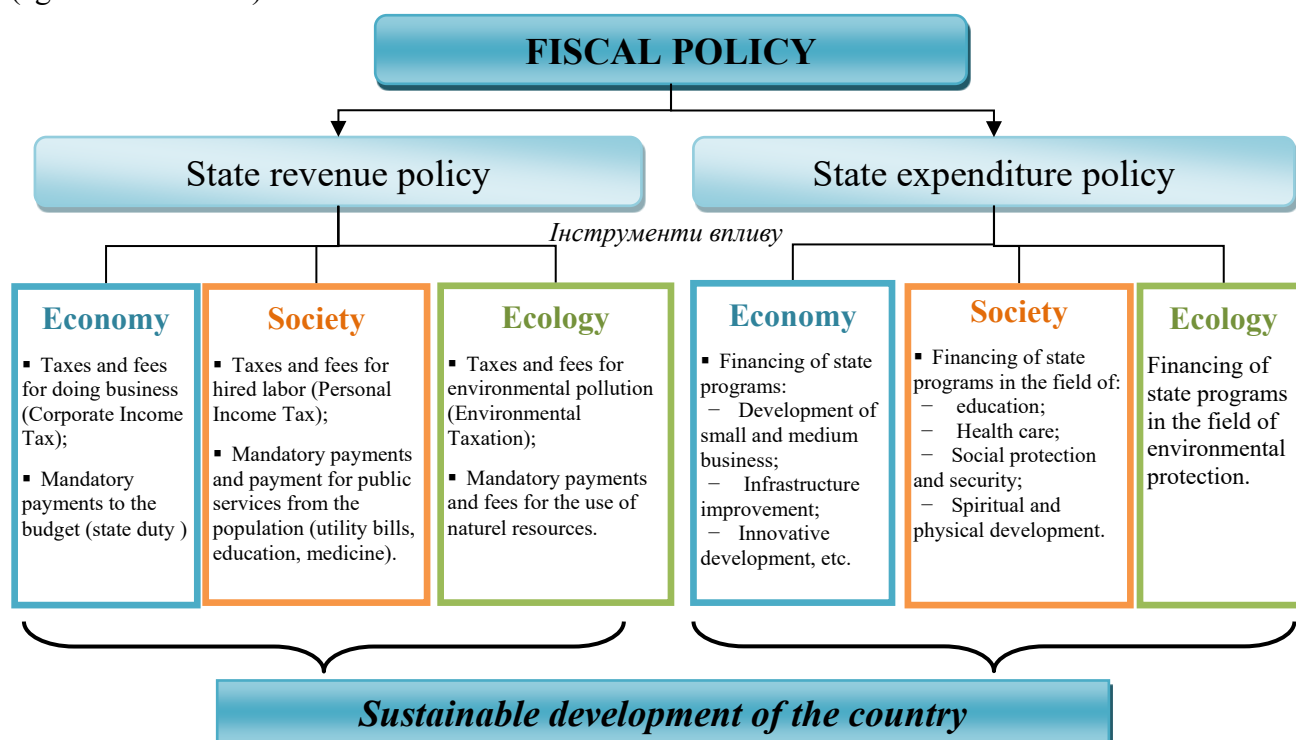 FISCAL POLICY
State revenue policy
State expenditure policy
Інструменти впливу
Economy
▪ Taxes and fees
for doing business
(Corporate Income
Tax);
▪ Mandatory
payments to the
budget (state duty )
Society
▪ Taxes and fees for
hired labor (Personal
Income Tax);
▪ Mandatory payments
and payment for public
services from the
population (utility bills,
education, medicine).
Ecology
▪ Taxes and fees for
environmental pollution
(Environmental
Taxation);
▪ Mandatory payments
and fees for the use of
naturel resources.
Economy
▪ Financing of state
programs:
− Development of
small and medium
business;
− Infrastructure
improvement;
− Innovative
development, etc.
Society
▪ Financing of state
programs in the field of:
− education;
− Health care;
− Social protection
and security;
− Spiritual and
physical development.
Ecology
Financing of
state programs
in the field of
environmental
protection.
Sustainable development of the country